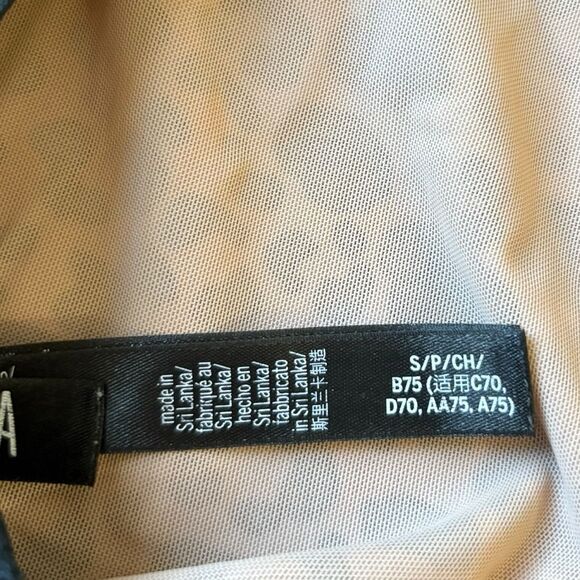 A
made in
Sri Lanka/
fabriqué au
Sri Lanka/
hecho en
Sri Lanka/
fabbricato
in Sri Lanka/
斯里兰卡制造
S/P/CH/
B75 (适用C70,
D70, AA75, A75)